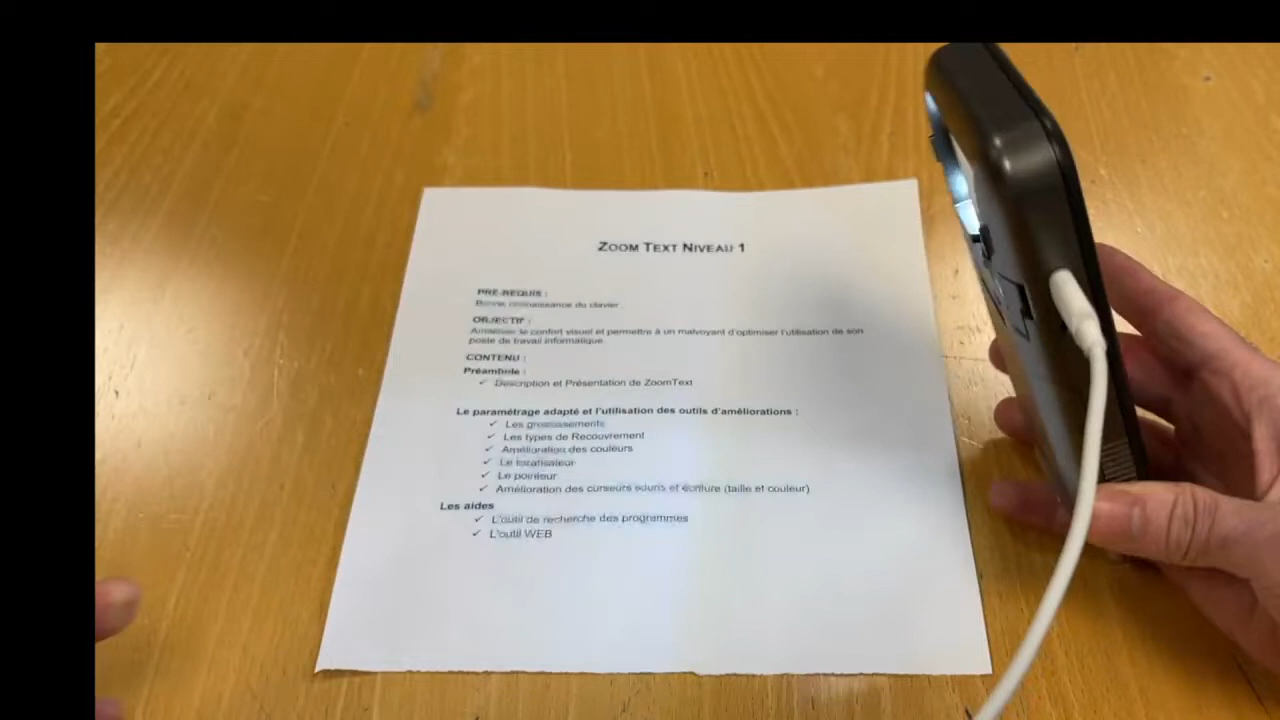 ZOOM TEXT NIVEAU 1
PRÉ-REQUIS :
Bonne connaissance du clavier.
OBJECTIF :
Améliorer le confort visuel et permettre à un malvoyant d'optimiser l'utilisation de son
poste de travail informatique.
CONTENU :
Préambule :
✓ Description et Présentation de ZoomText
Le paramétrage adapté et l'utilisation des outils d'améliorations :
✓ Les grossissements
✓ Les types de Recouvrement
✓ Amélioration des couleurs
✓ Le localisateur
✓ Le pointeur
✓ Amélioration des curseurs souris et écriture (taille et couleur)
Les aides
✓ L'outil de recherche des programmes
✓ L'outil WEB